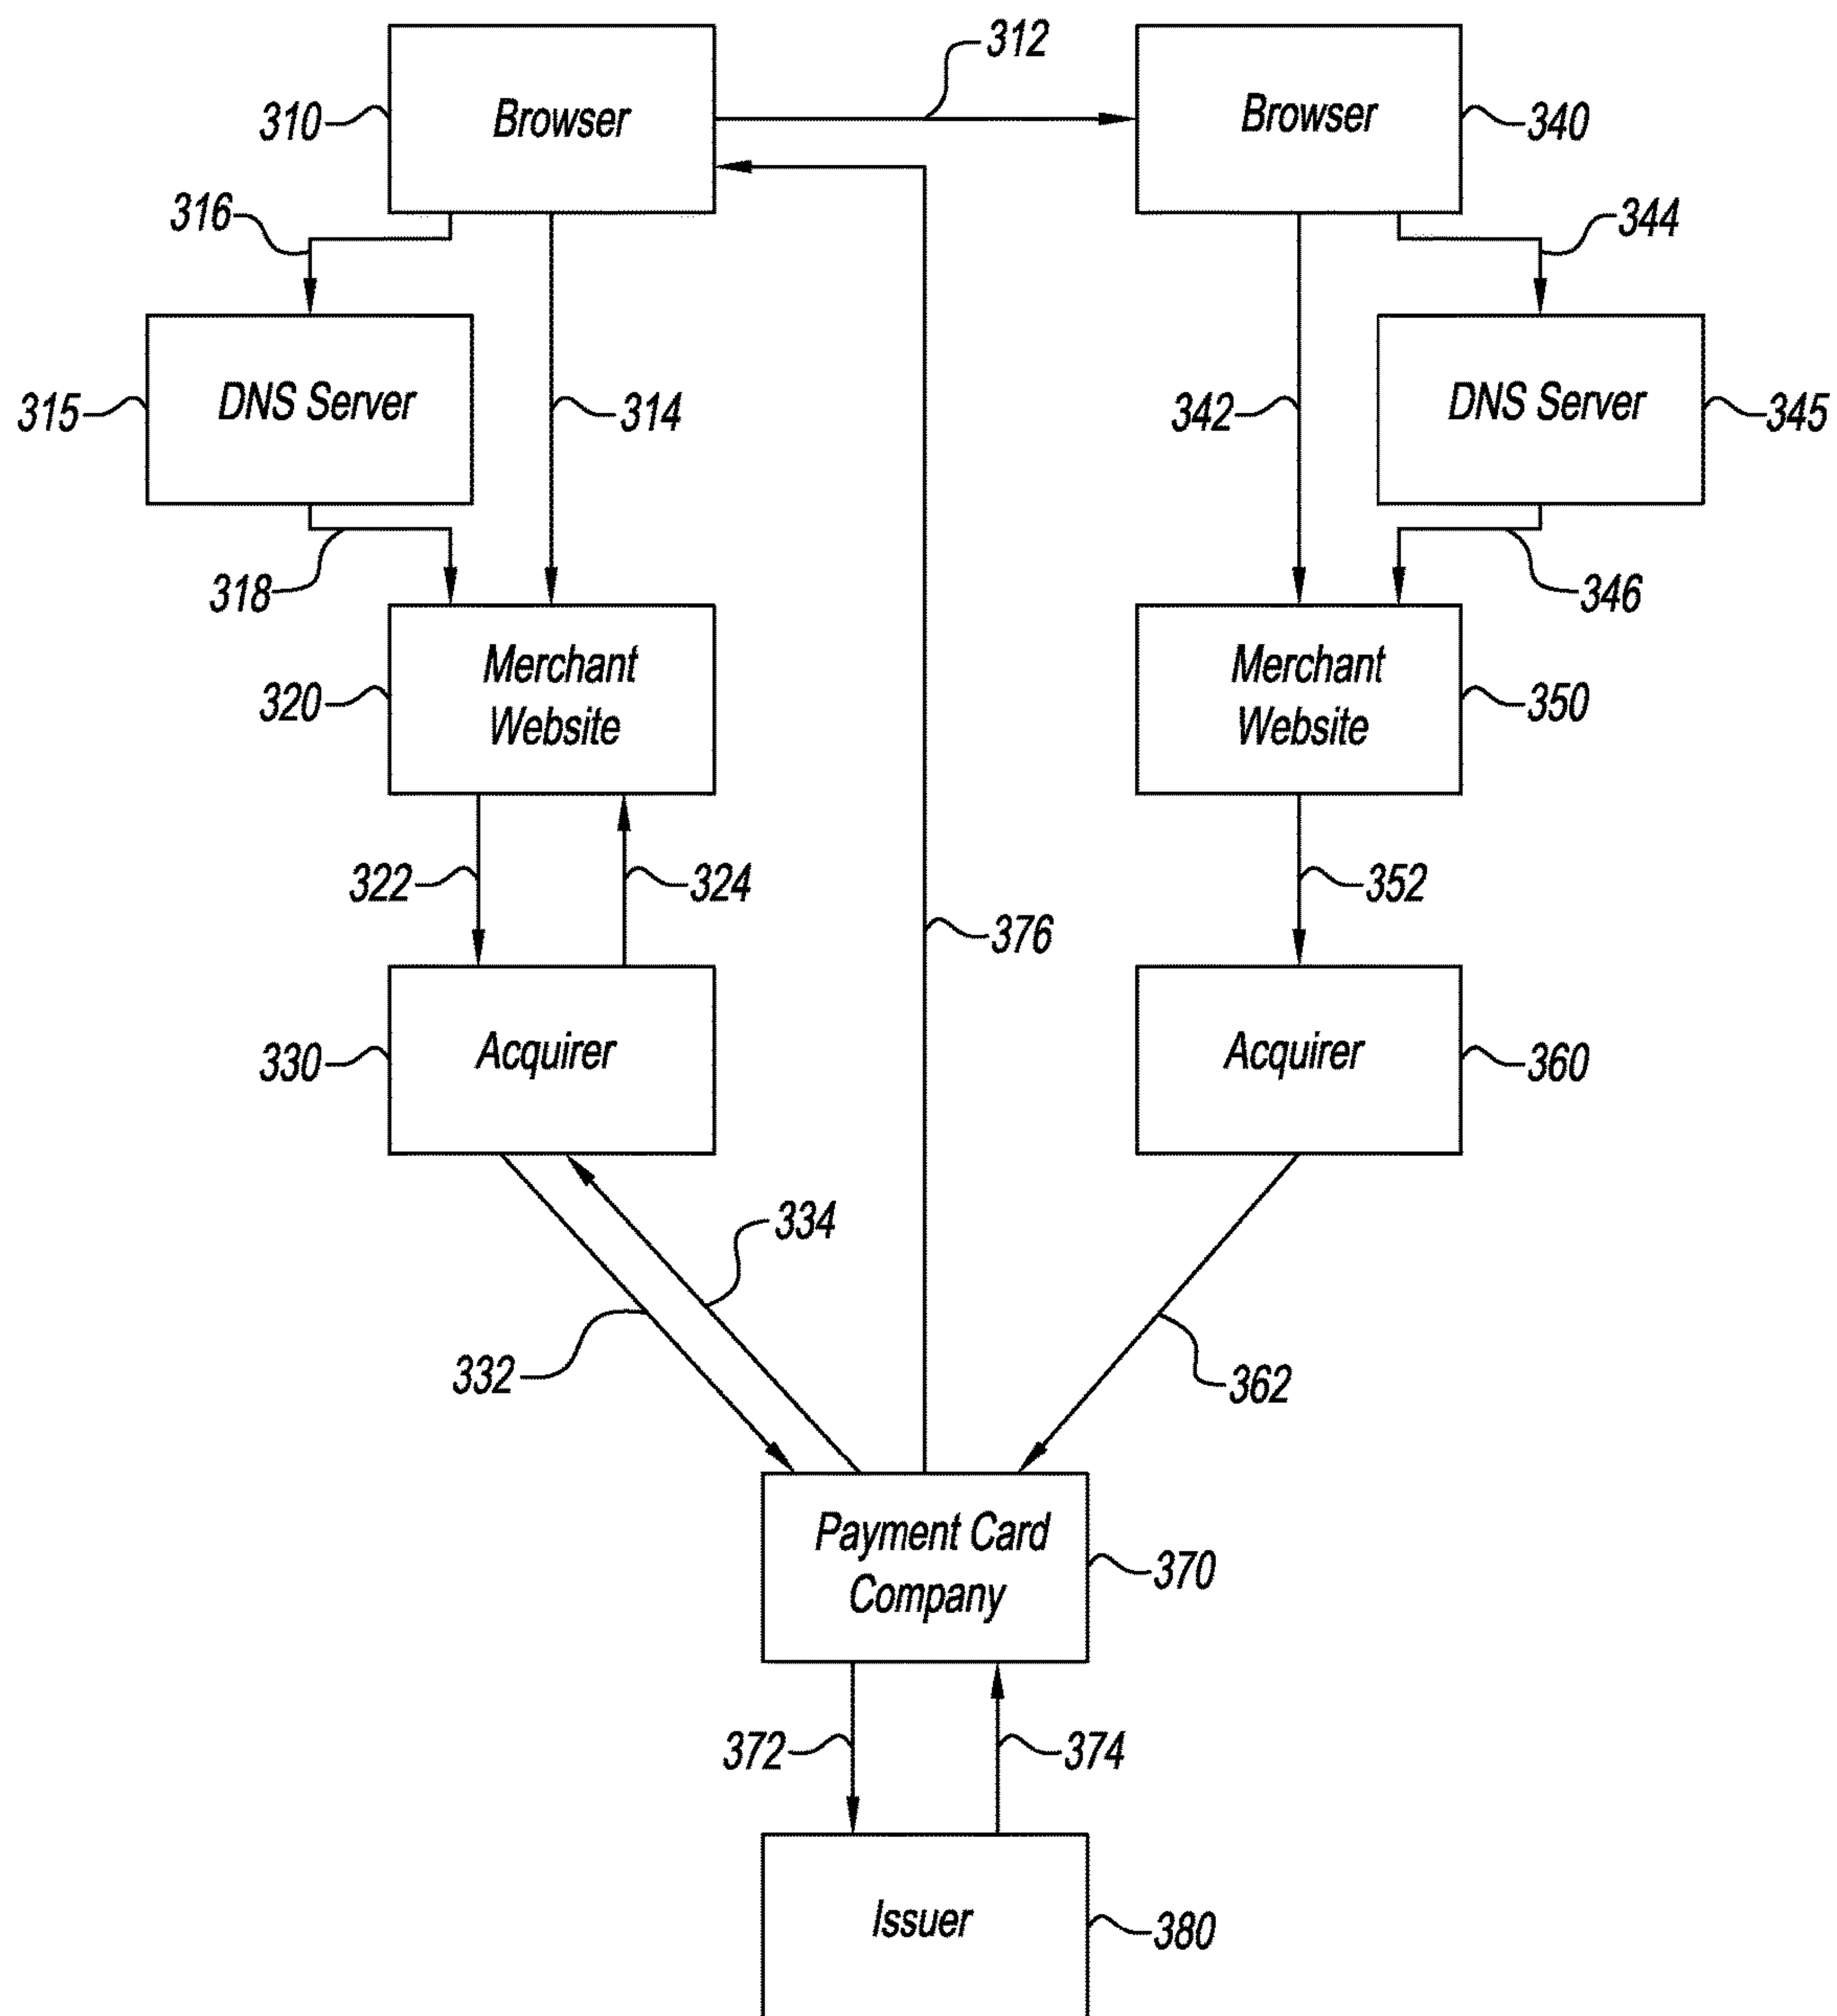 312
310
Browser
Browser
340
316
344
315
DNS Server
314
342
DNS Server
345
318
346
320
Merchant
Website
Merchant
Website
350
322
324
352
376
330
Acquirer
Acquirer
360
334
332
362
Payment Card
Company
370
372
374
Issuer
380